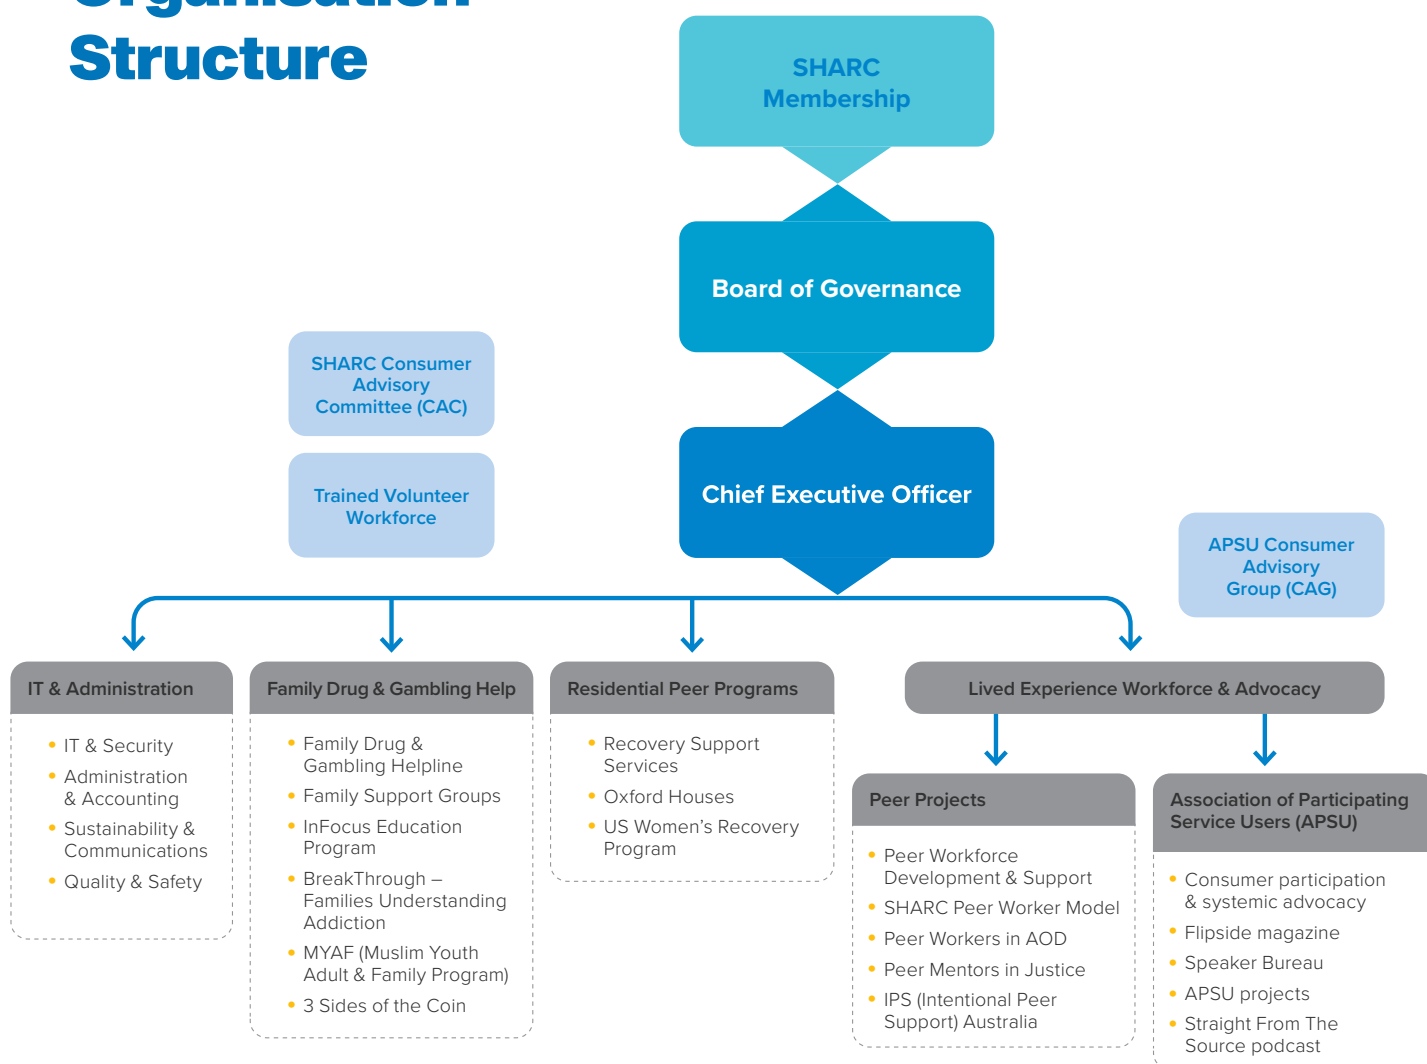 Organisation
Structure
SHARC
Membership
Board of Governance
SHARC Consumer
Advisory
Committee (CAC)
Trained Volunteer
Workforce
Chief Executive Officer
APSU Consumer
Advisory
Group (CAG)
IT & Administration
• IT & Security
• Administration
& Accounting
• Sustainability &
Communications
• Quality & Safety
Family Drug & Gambling Help
• Family Drug &
Gambling Helpline
• Family Support Groups
• InFocus Education
Program
• BreakThrough –
Families Understanding
Addiction
• MYAF (Muslim Youth
Adult & Family Program)
• 3 Sides of the Coin
Residential Peer Programs
• Recovery Support
Services
• Oxford Houses
• US Women’s Recovery
Program
Lived Experience Workforce & Advocacy
Peer Projects
• Peer Workforce
Development & Support
• SHARC Peer Worker Model
• Peer Workers in AOD
• Peer Mentors in Justice
• IPS (Intentional Peer
Support) Australia
Association of Participating
Service Users (APSU)
• Consumer participation
& systemic advocacy
• Flipside magazine
• Speaker Bureau
• APSU projects
• Straight From The
Source podcast